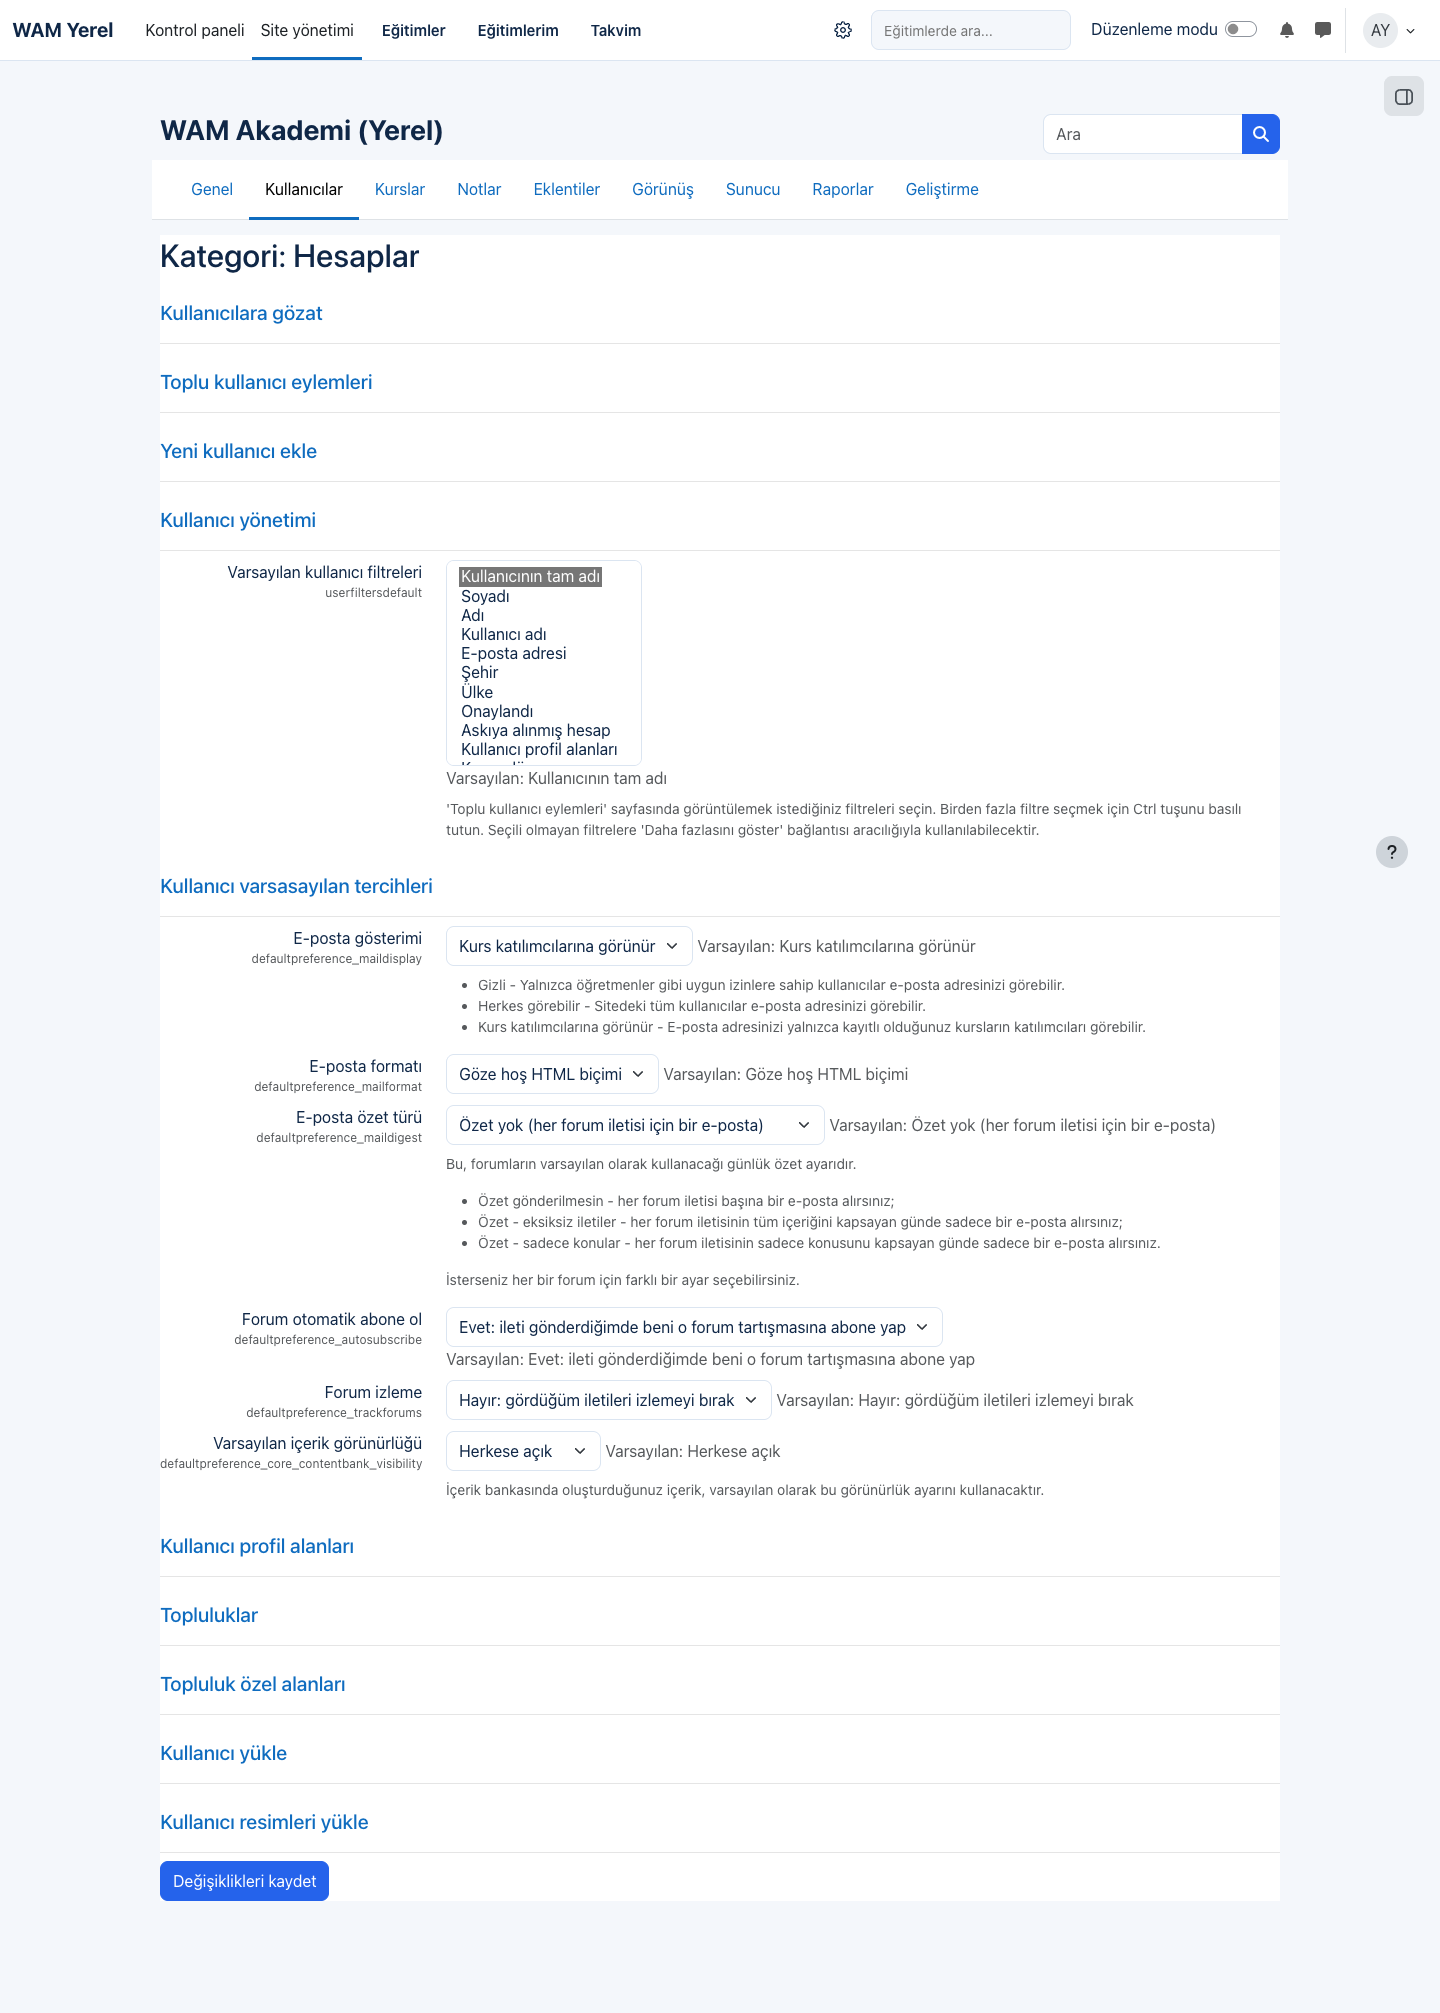 WAM Yerel
Kontrol paneli
Site yönetimi
Eğitimler
Eğitimlerim
Takvim
Eğitimlerde ara...
Düzenleme modu
AY
WAM Akademi (Yerel)
Ara
Genel
Kullanıcılar
Kurslar
Notlar
Eklentiler
Görünüş
Sunucu
Raporlar
Geliştirme
Kategori: Hesaplar
Kullanıcılara gözat
Toplu kullanıcı eylemleri
Yeni kullanıcı ekle
Kullanıcı yönetimi
Varsayılan kullanıcı filtreleri
userfiltersdefault
Kullanıcının tam adı
Soyadı
Adı
Kullanıcı adı
E-posta adresi
Şehir
Ülke
Onaylandı
Askıya alınmış hesap
Kullanıcı profil alanları
Varsayılan: Kullanıcının tam adı
'Toplu kullanıcı eylemleri' sayfasında görüntülemek istediğiniz filtreleri seçin. Birden fazla filtre seçmek için Ctrl tuşunu basılı
tutun. Seçili olmayan filtrelere 'Daha fazlasını göster' bağlantısı aracılığıyla kullanılabilecektir.
?
Kullanıcı varsasayılan tercihleri
E-posta gösterimi
defaultpreference_maildisplay
Kurs katılımcılarına görünür
Varsayılan: Kurs katılımcılarına görünür
Gizli - Yalnızca öğretmenler gibi uygun izinlere sahip kullanıcılar e-posta adresinizi görebilir.
Herkes görebilir - Sitedeki tüm kullanıcılar e-posta adresinizi görebilir.
Kurs katılımcılarına görünür - E-posta adresinizi yalnızca kayıtlı olduğunuz kursların katılımcıları görebilir.
E-posta formatı
defaultpreference_mailformat
Göze hoş HTML biçimi
Varsayılan: Göze hoş HTML biçimi
E-posta özet türü
defaultpreference_maildigest
Özet yok (her forum iletisi için bir e-posta)
Varsayılan: Özet yok (her forum iletisi için bir e-posta)
Bu, forumların varsayılan olarak kullanacağı günlük özet ayarıdır.
Özet gönderilmesin - her forum iletisi başına bir e-posta alırsınız;
Özet - eksiksiz iletiler - her forum iletisinin tüm içeriğini kapsayan günde sadece bir e-posta alırsınız;
Özet - sadece konular - her forum iletisinin sadece konusunu kapsayan günde sadece bir e-posta alırsınız.
İsterseniz her bir forum için farklı bir ayar seçebilirsiniz.
Forum otomatik abone ol
defaultpreference_autosubscribe
Evet: ileti gönderdiğimde beni o forum tartışmasına abone yap
Varsayılan: Evet: ileti gönderdiğimde beni o forum tartışmasına abone yap
Forum izleme
defaultpreference_trackforums
Hayır: gördüğüm iletileri izlemeyi bırak
Varsayılan: Hayır: gördüğüm iletileri izlemeyi bırak
Varsayılan içerik görünürlüğü
defaultpreference_core_contentbank_visibility
Herkese açık
Varsayılan: Herkese açık
İçerik bankasında oluşturduğunuz içerik, varsayılan olarak bu görünürlük ayarını kullanacaktır.
Kullanıcı profil alanları
Topluluklar
Topluluk özel alanları
Kullanıcı yükle
Kullanıcı resimleri yükle
Değişiklikleri kaydet